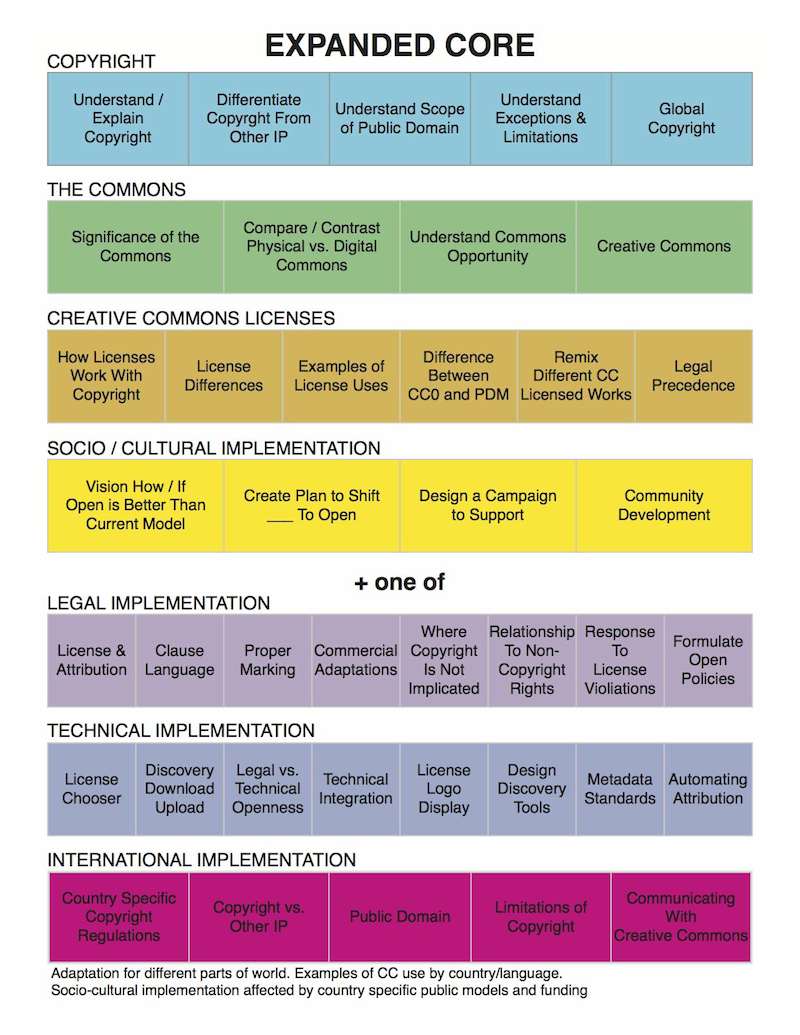 EXPANDED CORE
COPYRIGHT
Understand /
Explain
Copyright
Differentiate
Copyrght From
Other IP
Understand Scope
of Public Domain
Understand
Exceptions &
Limitations
Global
Copyright
THE COMMONS
Significance of the
Commons
Compare / Contrast
Physical vs. Digital
Commons
Understand Commons
Opportunity
Creative Commons
CREATIVE COMMONS LICENSES
How Licenses
Work With
Copyright
License
Differences
Examples of
License Uses
Difference
Between
CC0 and PDM
Remix
Different CC
Licensed Works
Legal
Precedence
SOCIO / CULTURAL IMPLEMENTATION
Vision How / If
Open is Better Than
Current Model
Create Plan to Shift
___ To Open
Design a Campaign
to Support
Community
Development
+ one of
LEGAL IMPLEMENTATION
License &
Attribution
Clause
Language
Proper
Marking
Commercial
Adaptations
Where
Copyright
Is Not
Implicated
Relationship
To Non-
Copyright
Rights
Response
To
License
Violiations
Formulate
Open
Policies
TECHNICAL IMPLEMENTATION
License
Chooser
Discovery
Download
Upload
Legal vs.
Technical
Openness
Technical
Integration
License
Logo
Display
Design
Discovery
Tools
Metadata
Standards
Automating
Attribution
INTERNATIONAL IMPLEMENTATION
Country Specific
Copyright
Regulations
Copyright vs.
Other IP
Public Domain
Limitations of
Copyright
Communicating
With
Creative Commons
Adaptation for different parts of world. Examples of CC use by country/language.
Socio-cultural implementation affected by country specific public models and funding